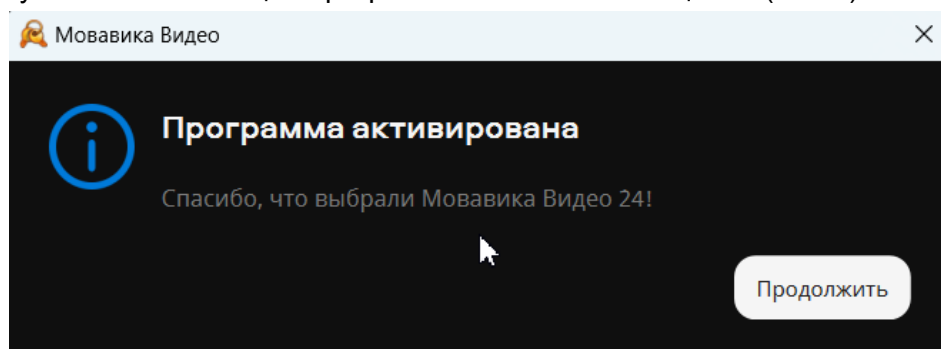 Мовавика Видео
Программа активирована
Спасибо, что выбрали Мовавика Видео 24!
Продолжить